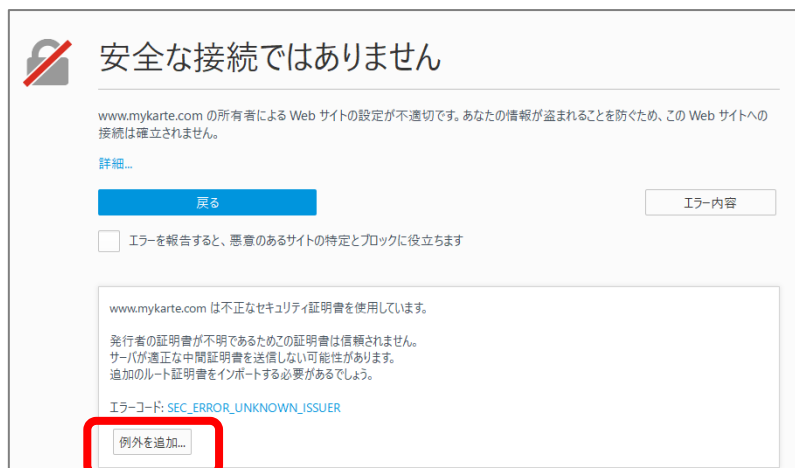 安全な接続ではありません
www.mykarte.com の所有者による Web サイトの設定が不適切です。あなたの情報が盗まれることを防ぐため、この Web サイトへの
接続は確立されません。
詳細...
戻る
エラー内容
エラーを報告すると、悪意のあるサイトの特定とブロックに役立ちます
www.mykarte.com は不正なセキュリティ証明書を使用しています。
発行者の証明書が不明であるためこの証明書は信頼されません。
サーバが適正な中間証明書を送信しない可能性があります。
追加のルート証明書をインポートする必要があるでしょう。
エラーコード: SEC_ERROR_UNKNOWN_ISSUER
例外を追加...